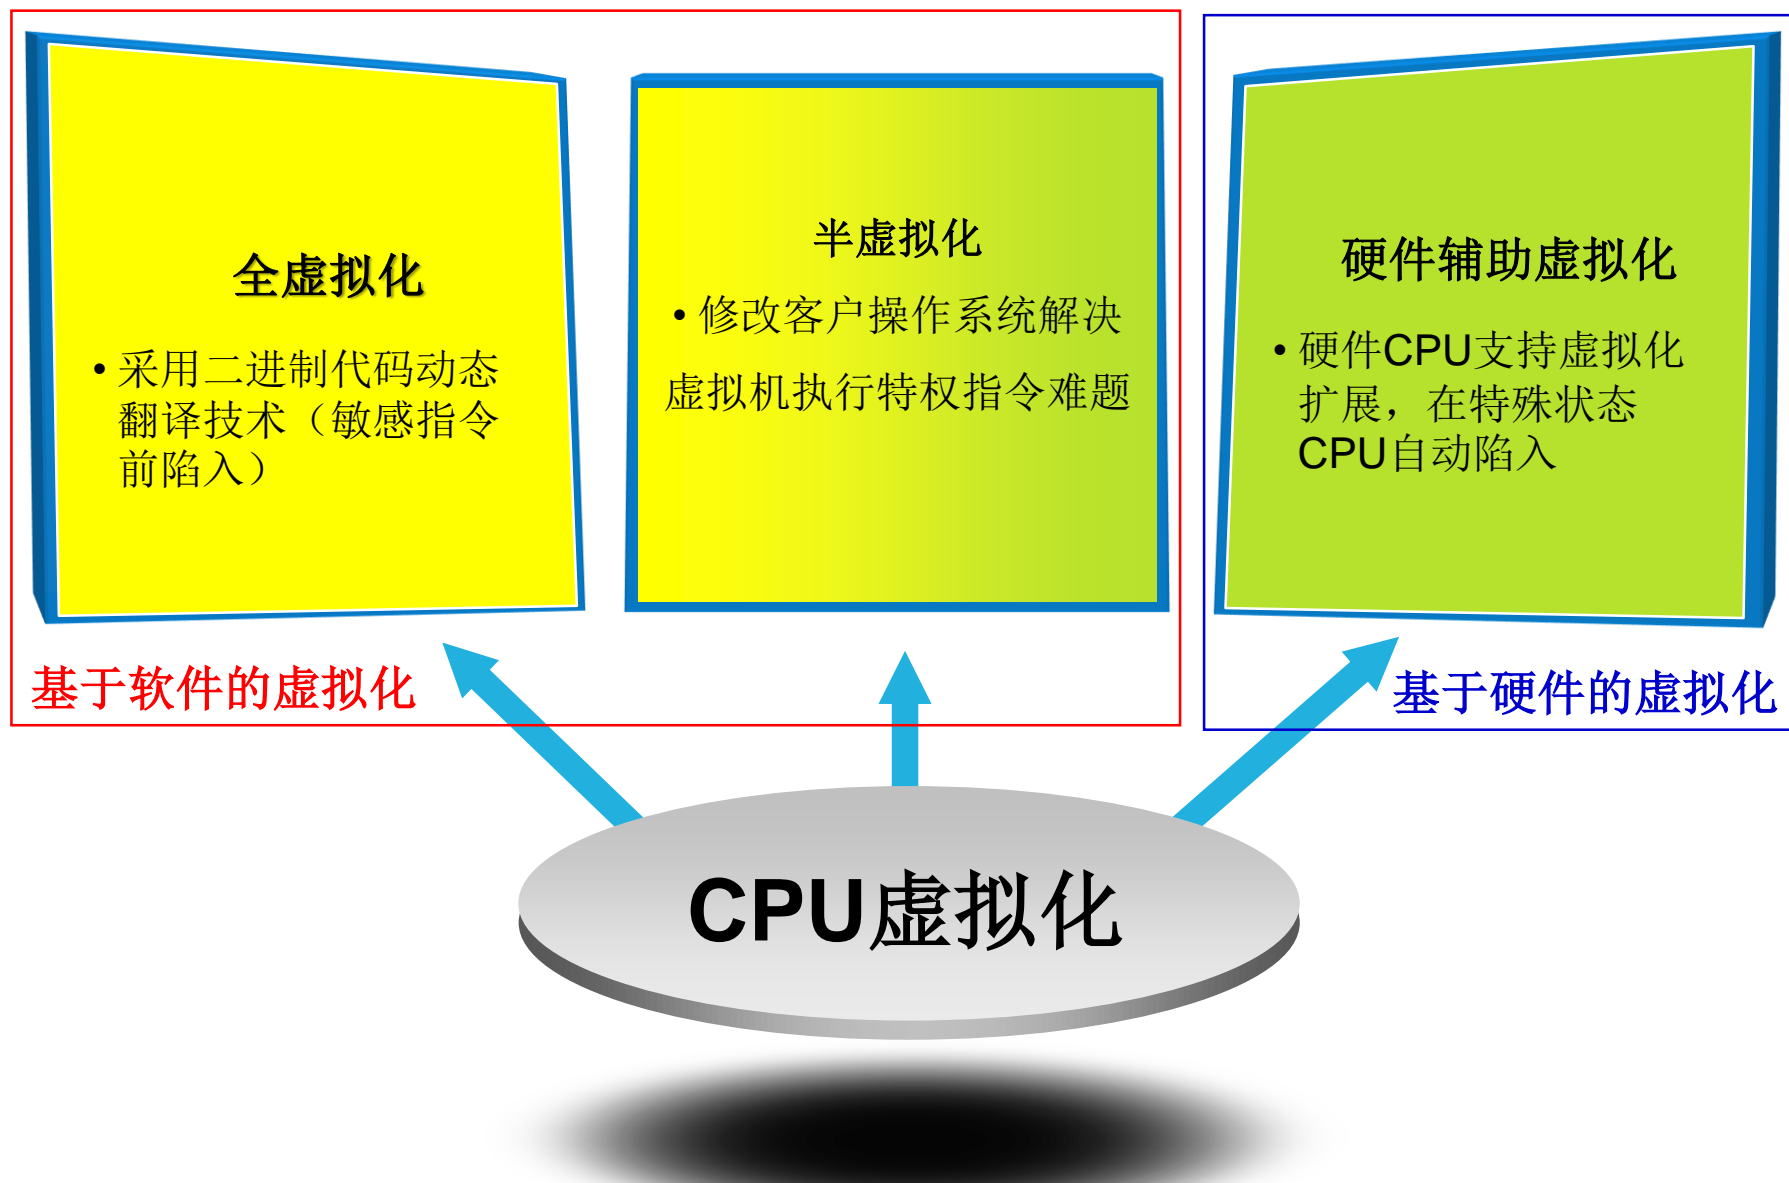 全虚拟化
• 采用二进制代码动态
翻译技术（敏感指令
前陷入）
半虚拟化
• 修改客户操作系统解决
虚拟机执行特权指令难题
硬件辅助虚拟化
• 硬件CPU支持虚拟化
扩展，在特殊状态
CPU自动陷入
基于软件的虚拟化
基于硬件的虚拟化
CPU虚拟化